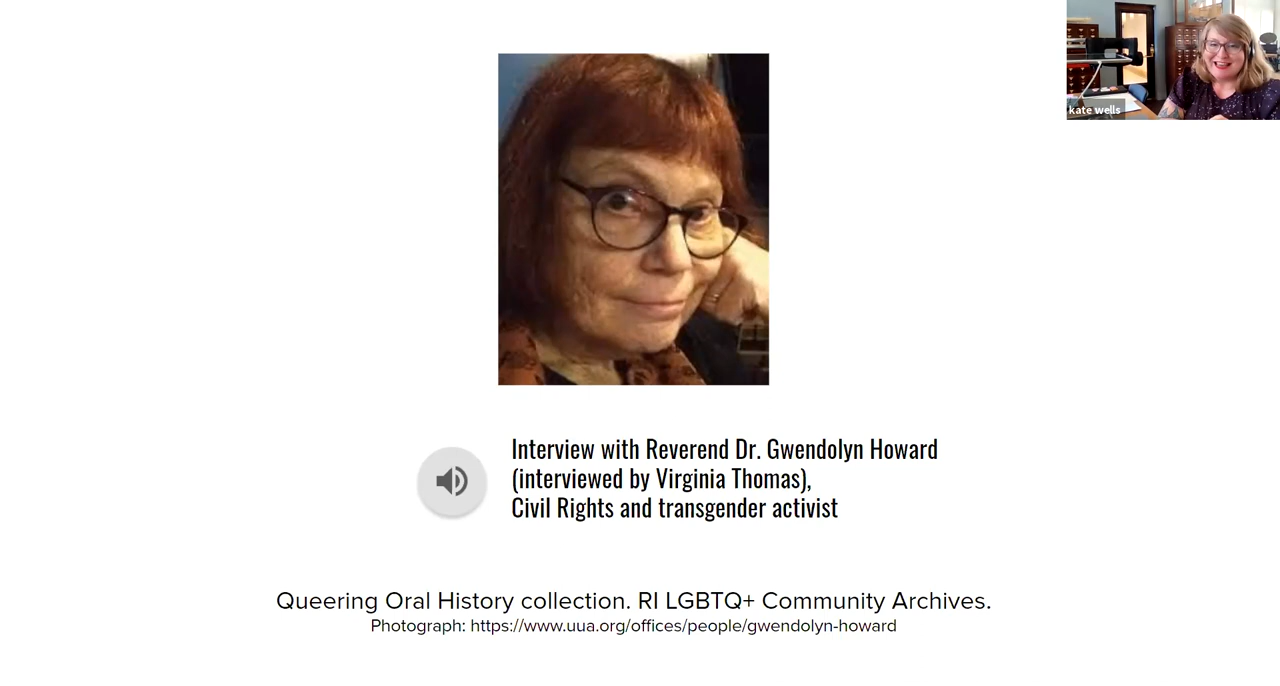 kate wells
Interview with Reverend Dr. Gwendolyn Howard
(interviewed by Virginia Thomas),
Civil Rights and transgender activist
Queering Oral History collection. RI LGBTQ+ Community Archives.
Photograph: https://www.uua.org/offices/people/gwendolyn-howard